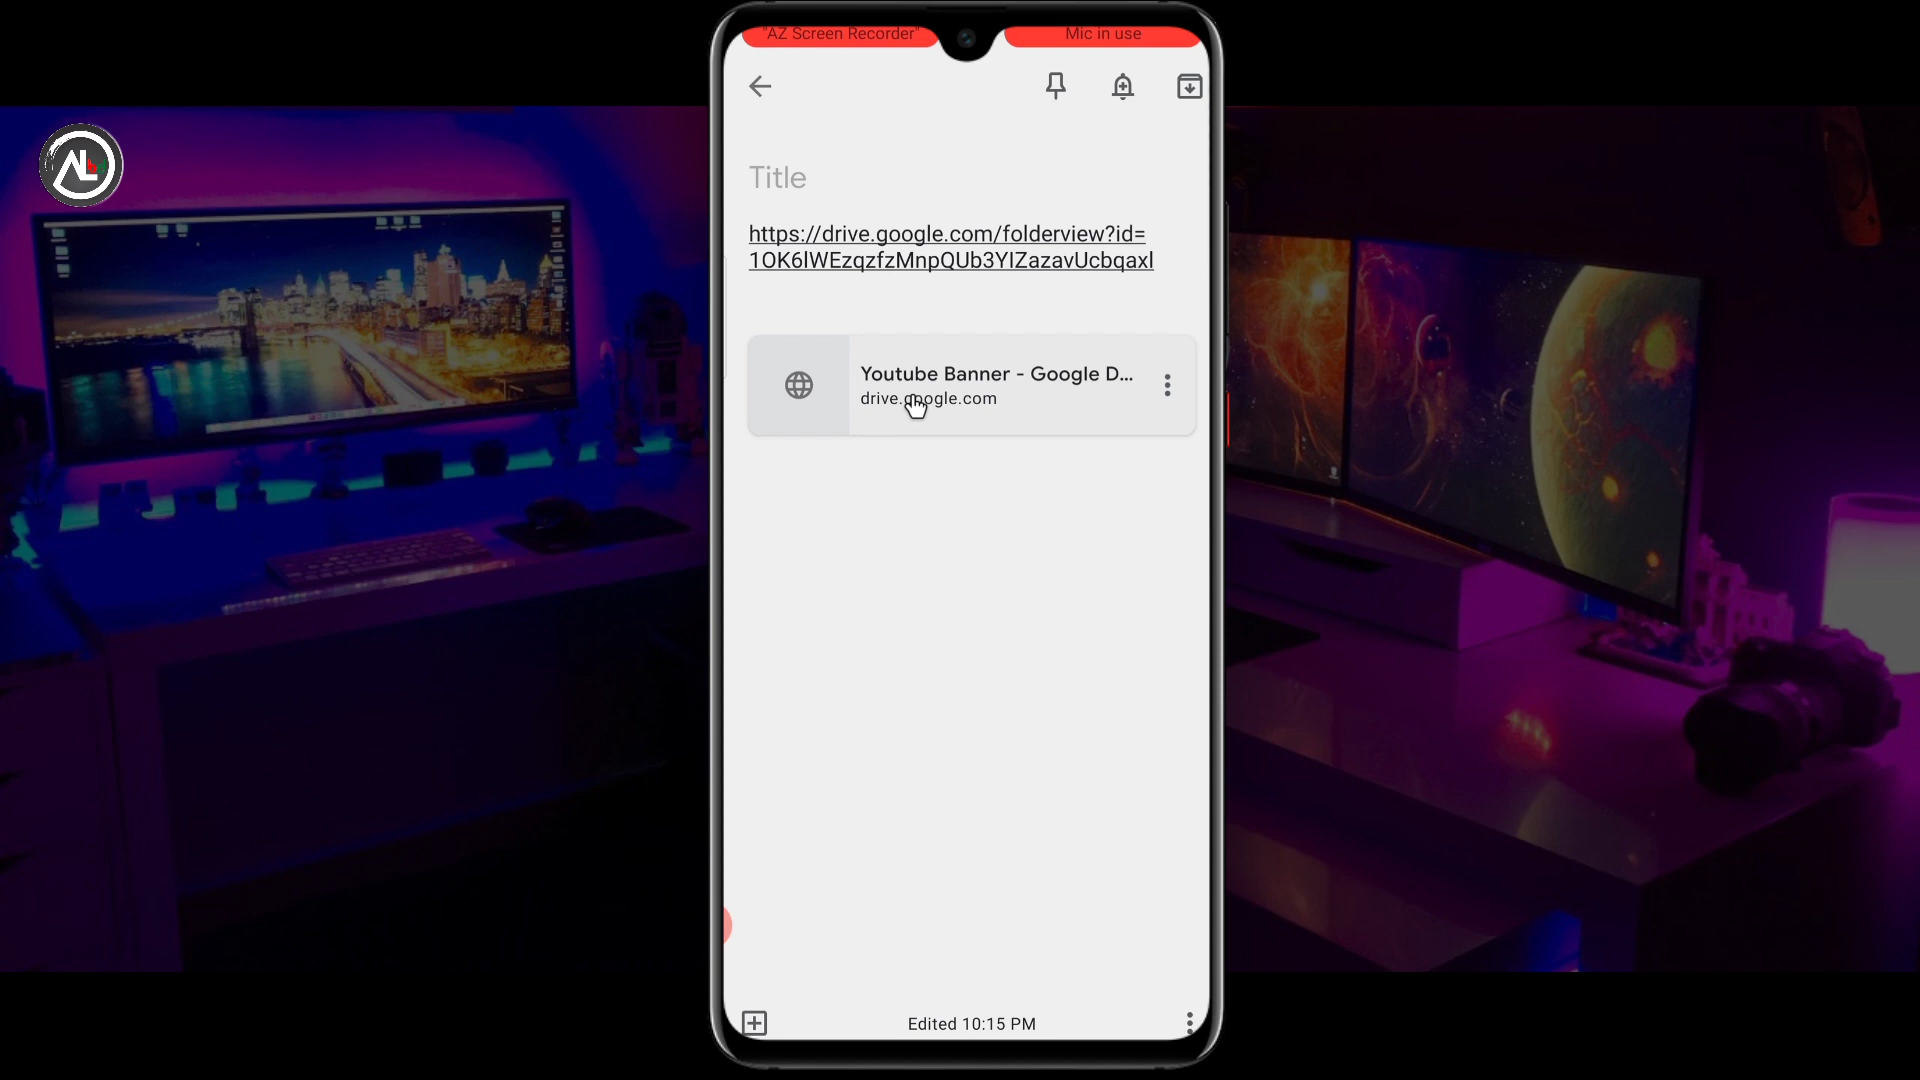 "AZ Screen Recorder"
Mic in use
Title
https://drive.google.com/folderview?id=
1OK6lWEzqzfzMnpQUb3YIZazavUcbqaxl
Youtube Banner - Google D...
drive.google.com
Edited 10:15 PM